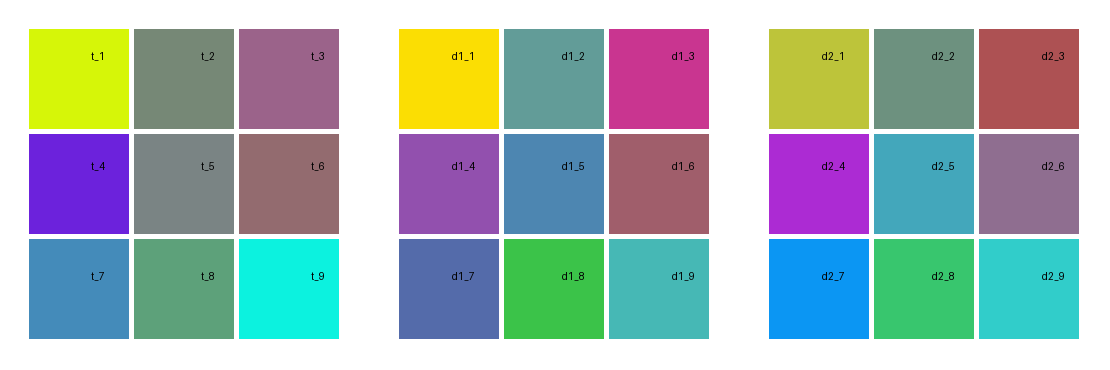 t_1 t_2 t_3 d1_1 d1_2 d1_3 d2_1 d2_2 d2_3
t_4 t_5 t_6 d1_4 d1_5 d1_6 d2_4 d2_5 d2_6
t_7 t_8 t_9 d1_7 d1_8 d1_9 d2_7 d2_8 d2_9